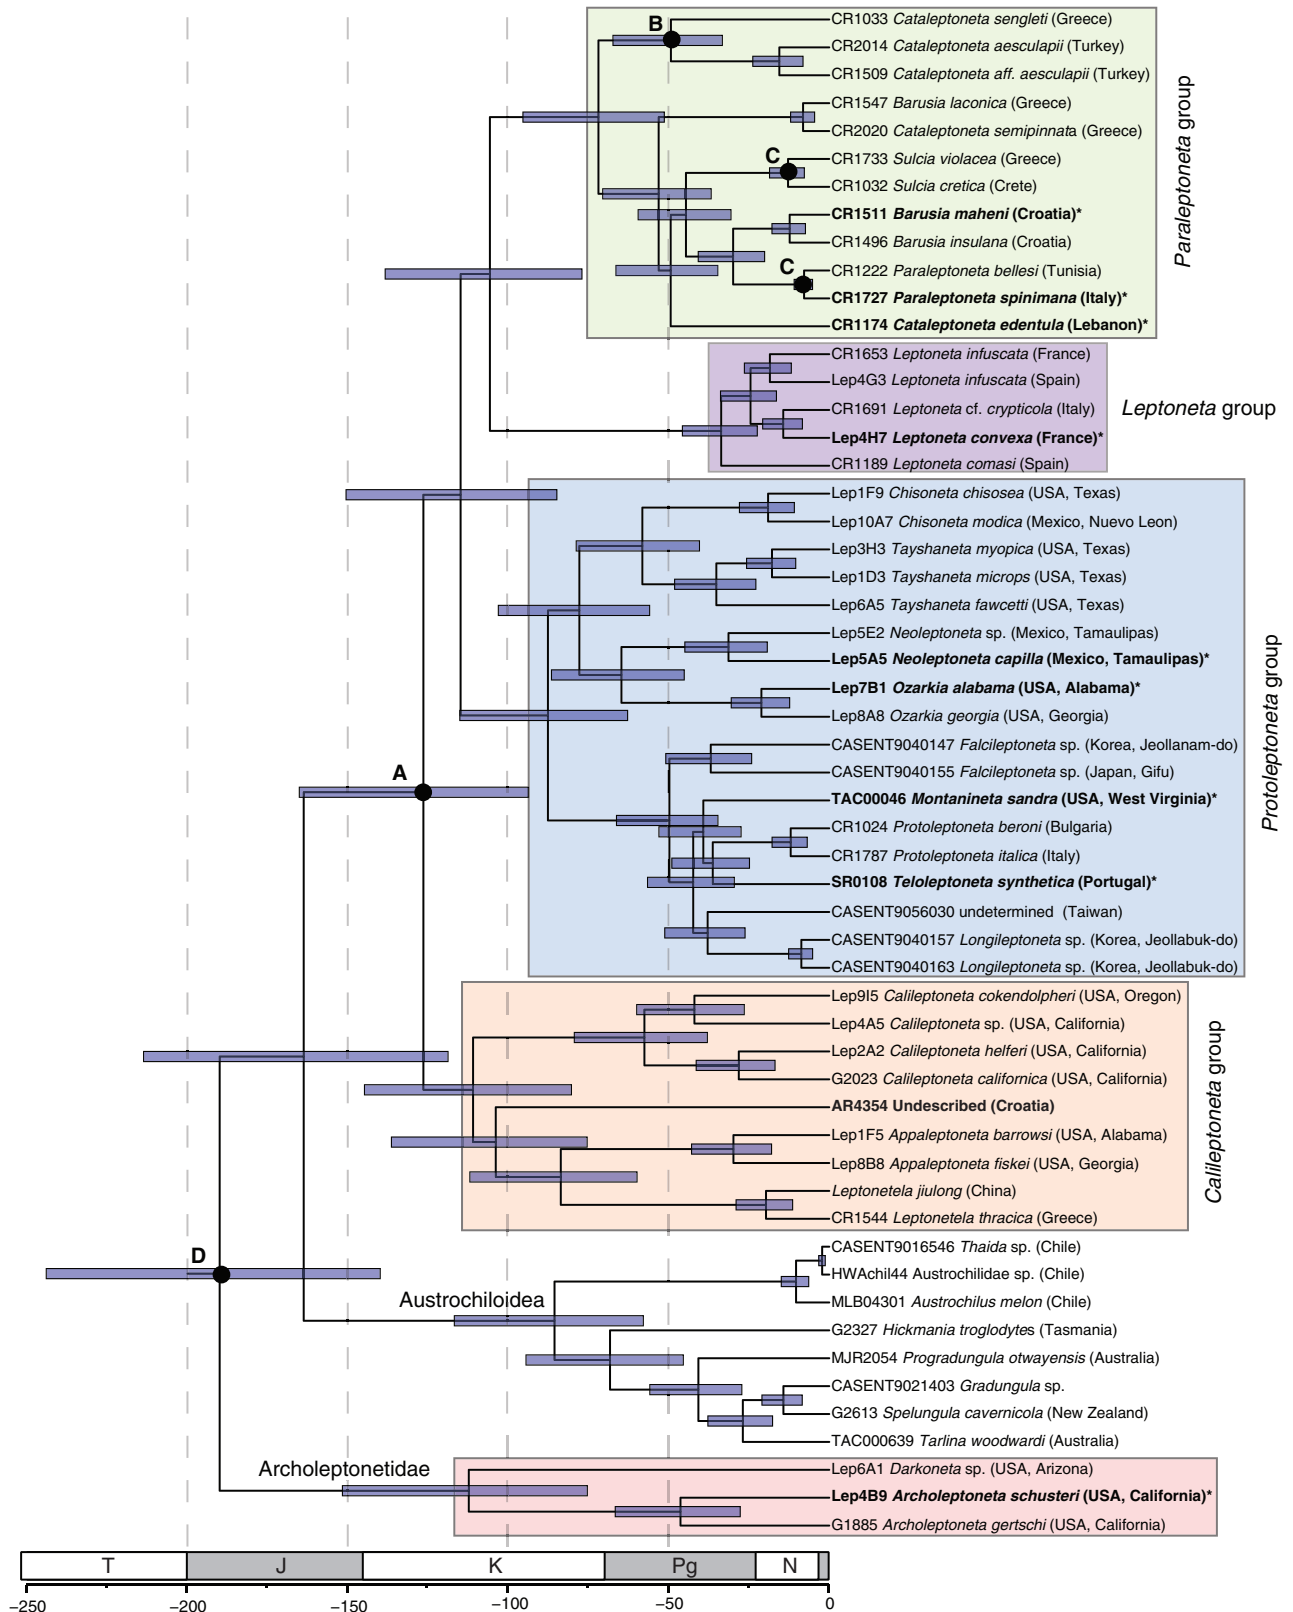 B
CR1033 Cataleptoneta sengleti (Greece)
CR2014 Cataleptoneta aesculapii (Turkey)
CR1509 Cataleptoneta aff. aesculapii (Turkey)
CR1547 Barusia laconica (Greece)
CR2020 Cataleptoneta semipinnata (Greece)
C
CR1733 Sulcia violacea (Greece)
CR1032 Sulcia cretica (Crete)
CR1511 Barusia maheni (Croatia)*
CR1496 Barusia insulana (Croatia)
C
CR1222 Paraleptoneta bellesi (Tunisia)
CR1727 Paraleptoneta spinimana (Italy)*
CR1174 Cataleptoneta edentula (Lebanon)*
Paraleptoneta group
CR1653 Leptoneta infuscata (France)
Lep4G3 Leptoneta infuscata (Spain)
CR1691 Leptoneta cf. crypticola (Italy)
Lep4H7 Leptoneta convexa (France)*
CR1189 Leptoneta comasi (Spain)
Leptoneta group
Lep1F9 Chisoneta chisosea (USA, Texas)
Lep10A7 Chisoneta modica (Mexico, Nuevo Leon)
Lep3H3 Tayshaneta myopica (USA, Texas)
Lep1D3 Tayshaneta microps (USA, Texas)
Lep6A5 Tayshaneta fawcetti (USA, Texas)
Lep5E2 Neoleptoneta sp. (Mexico, Tamaulipas)
Lep5A5 Neoleptoneta capilla (Mexico, Tamaulipas)*
Lep7B1 Ozarkia alabama (USA, Alabama)*
Lep8A8 Ozarkia georgia (USA, Georgia)
CASENT9040147 Falcileptoneta sp. (Korea, Jeollanam-do)
CASENT9040155 Falcileptoneta sp. (Japan, Gifu)
A
TAC00046 Montanineta sandra (USA, West Virginia)*
CR1024 Protoleptoneta beroni (Bulgaria)
CR1787 Protoleptoneta italica (Italy)
SR0108 Teloleptoneta synthetica (Portugal)*
CASENT9056030 undetermined (Taiwan)
CASENT9040157 Longileptoneta sp. (Korea, Jeollabuk-do)
CASENT9040163 Longileptoneta sp. (Korea, Jeollabuk-do)
Protoleptoneta group
Lep9I5 Calileptoneta cokendolpheri (USA, Oregon)
Lep4A5 Calileptoneta sp. (USA, California)
Lep2A2 Calileptoneta helferi (USA, California)
G2023 Calileptoneta californica (USA, California)
AR4354 Undescribed (Croatia)
Lep1F5 Appaleptoneta barrowsi (USA, Alabama)
Lep8B8 Appaleptoneta fiskei (USA, Georgia)
Leptonetela jiulong (China)
CR1544 Leptonetela thracica (Greece)
Calileptoneta group
D
CASENT9016546 Thaida sp. (Chile)
HWAchil44 Austrochilidae sp. (Chile)
MLB04301 Austrochilus melon (Chile)
Austrochiloidea
G2327 Hickmania troglodytes (Tasmania)
MJR2054 Progradungula otwayensis (Australia)
CASENT9021403 Gradungula sp.
G2613 Spelungula cavernicola (New Zealand)
TAC000639 Tarlina woodwardi (Australia)
Archoleptonetidae
Lep6A1 Darkoneta sp. (USA, Arizona)
Lep4B9 Archoleptoneta schusteri (USA, California)*
G1885 Archoleptoneta gertschi (USA, California)
T J K Pg N
-250 -200 -150 -100 -50 0